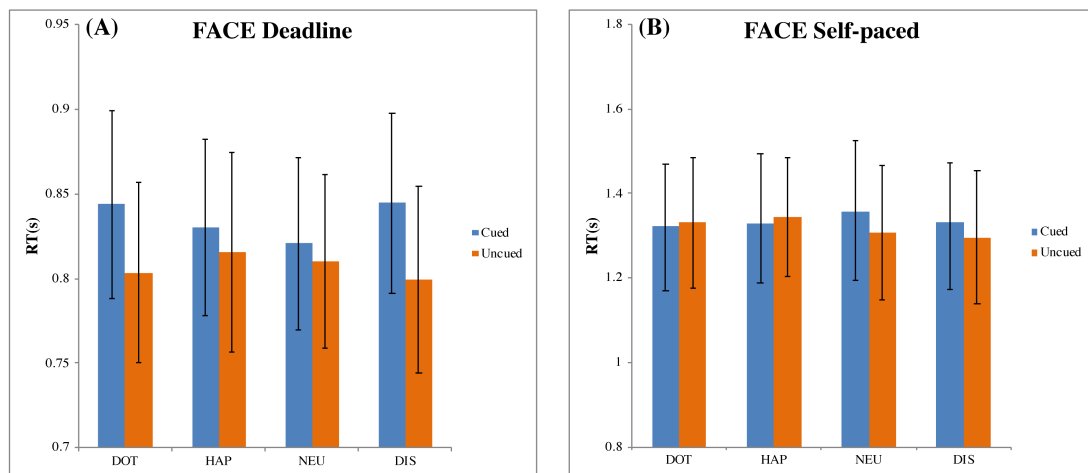 (A) FACE Deadline
0.95
0.9
0.85
0.8
0.75
0.7
RT(s)
DOT HAP NEU DIS
Cued
Uncued
(B) FACE Self-paced
1.8
1.6
1.4
1.2
1
0.8
RT(s)
DOT HAP NEU DIS
Cued
Uncued